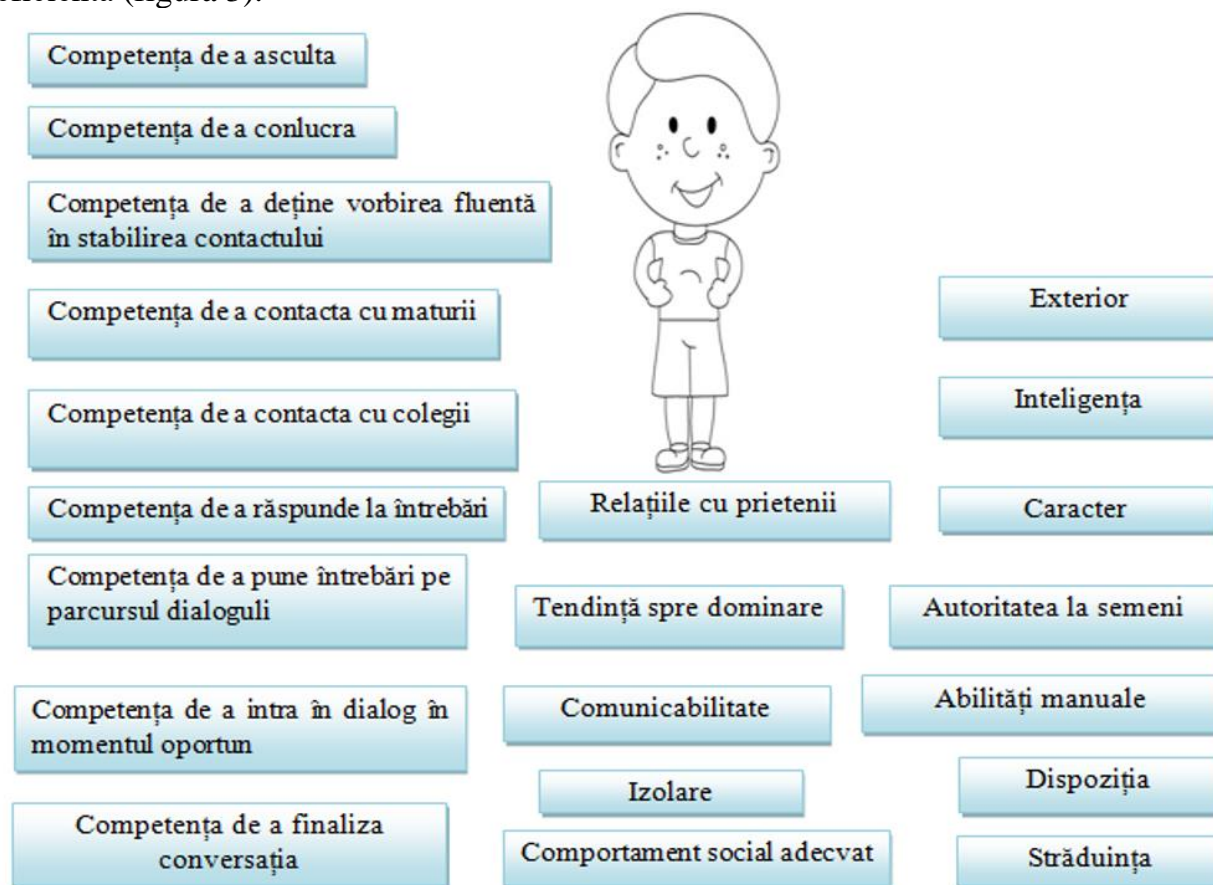 (figura 3).
Competența de a asculta
Competența de a conlucra
Competența de a deține vorbirea fluentă
în stabilirea contactului
Competența de a contacta cu maturii
Competența de a contacta cu colegii
Competența de a răspunde la întrebări
Competența de a pune întrebări pe
parcursul dialoguli
Competența de a intra în dialog în
momentul oportun
Competența de a finaliza
conversația
Relațiile cu prietenii
Tendință spre dominare
Comunicabilitate
Izolare
Comportament social adecvat
Exterior
Inteligența
Caracter
Autoritatea la semeni
Abilități manuale
Dispoziția
Străduința